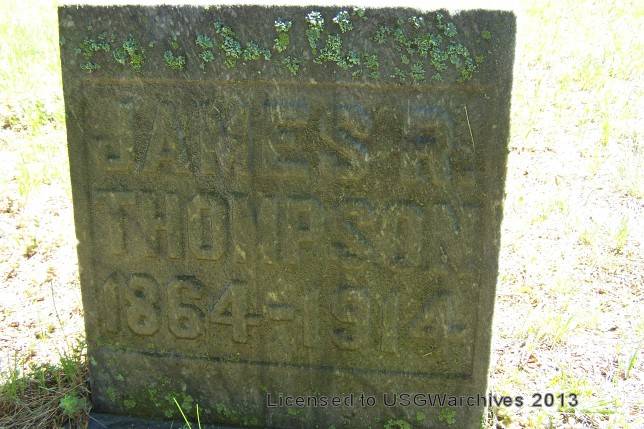 JAMES R.
THOMPSON
1864-1914
Licensed to USGWarchives 2013